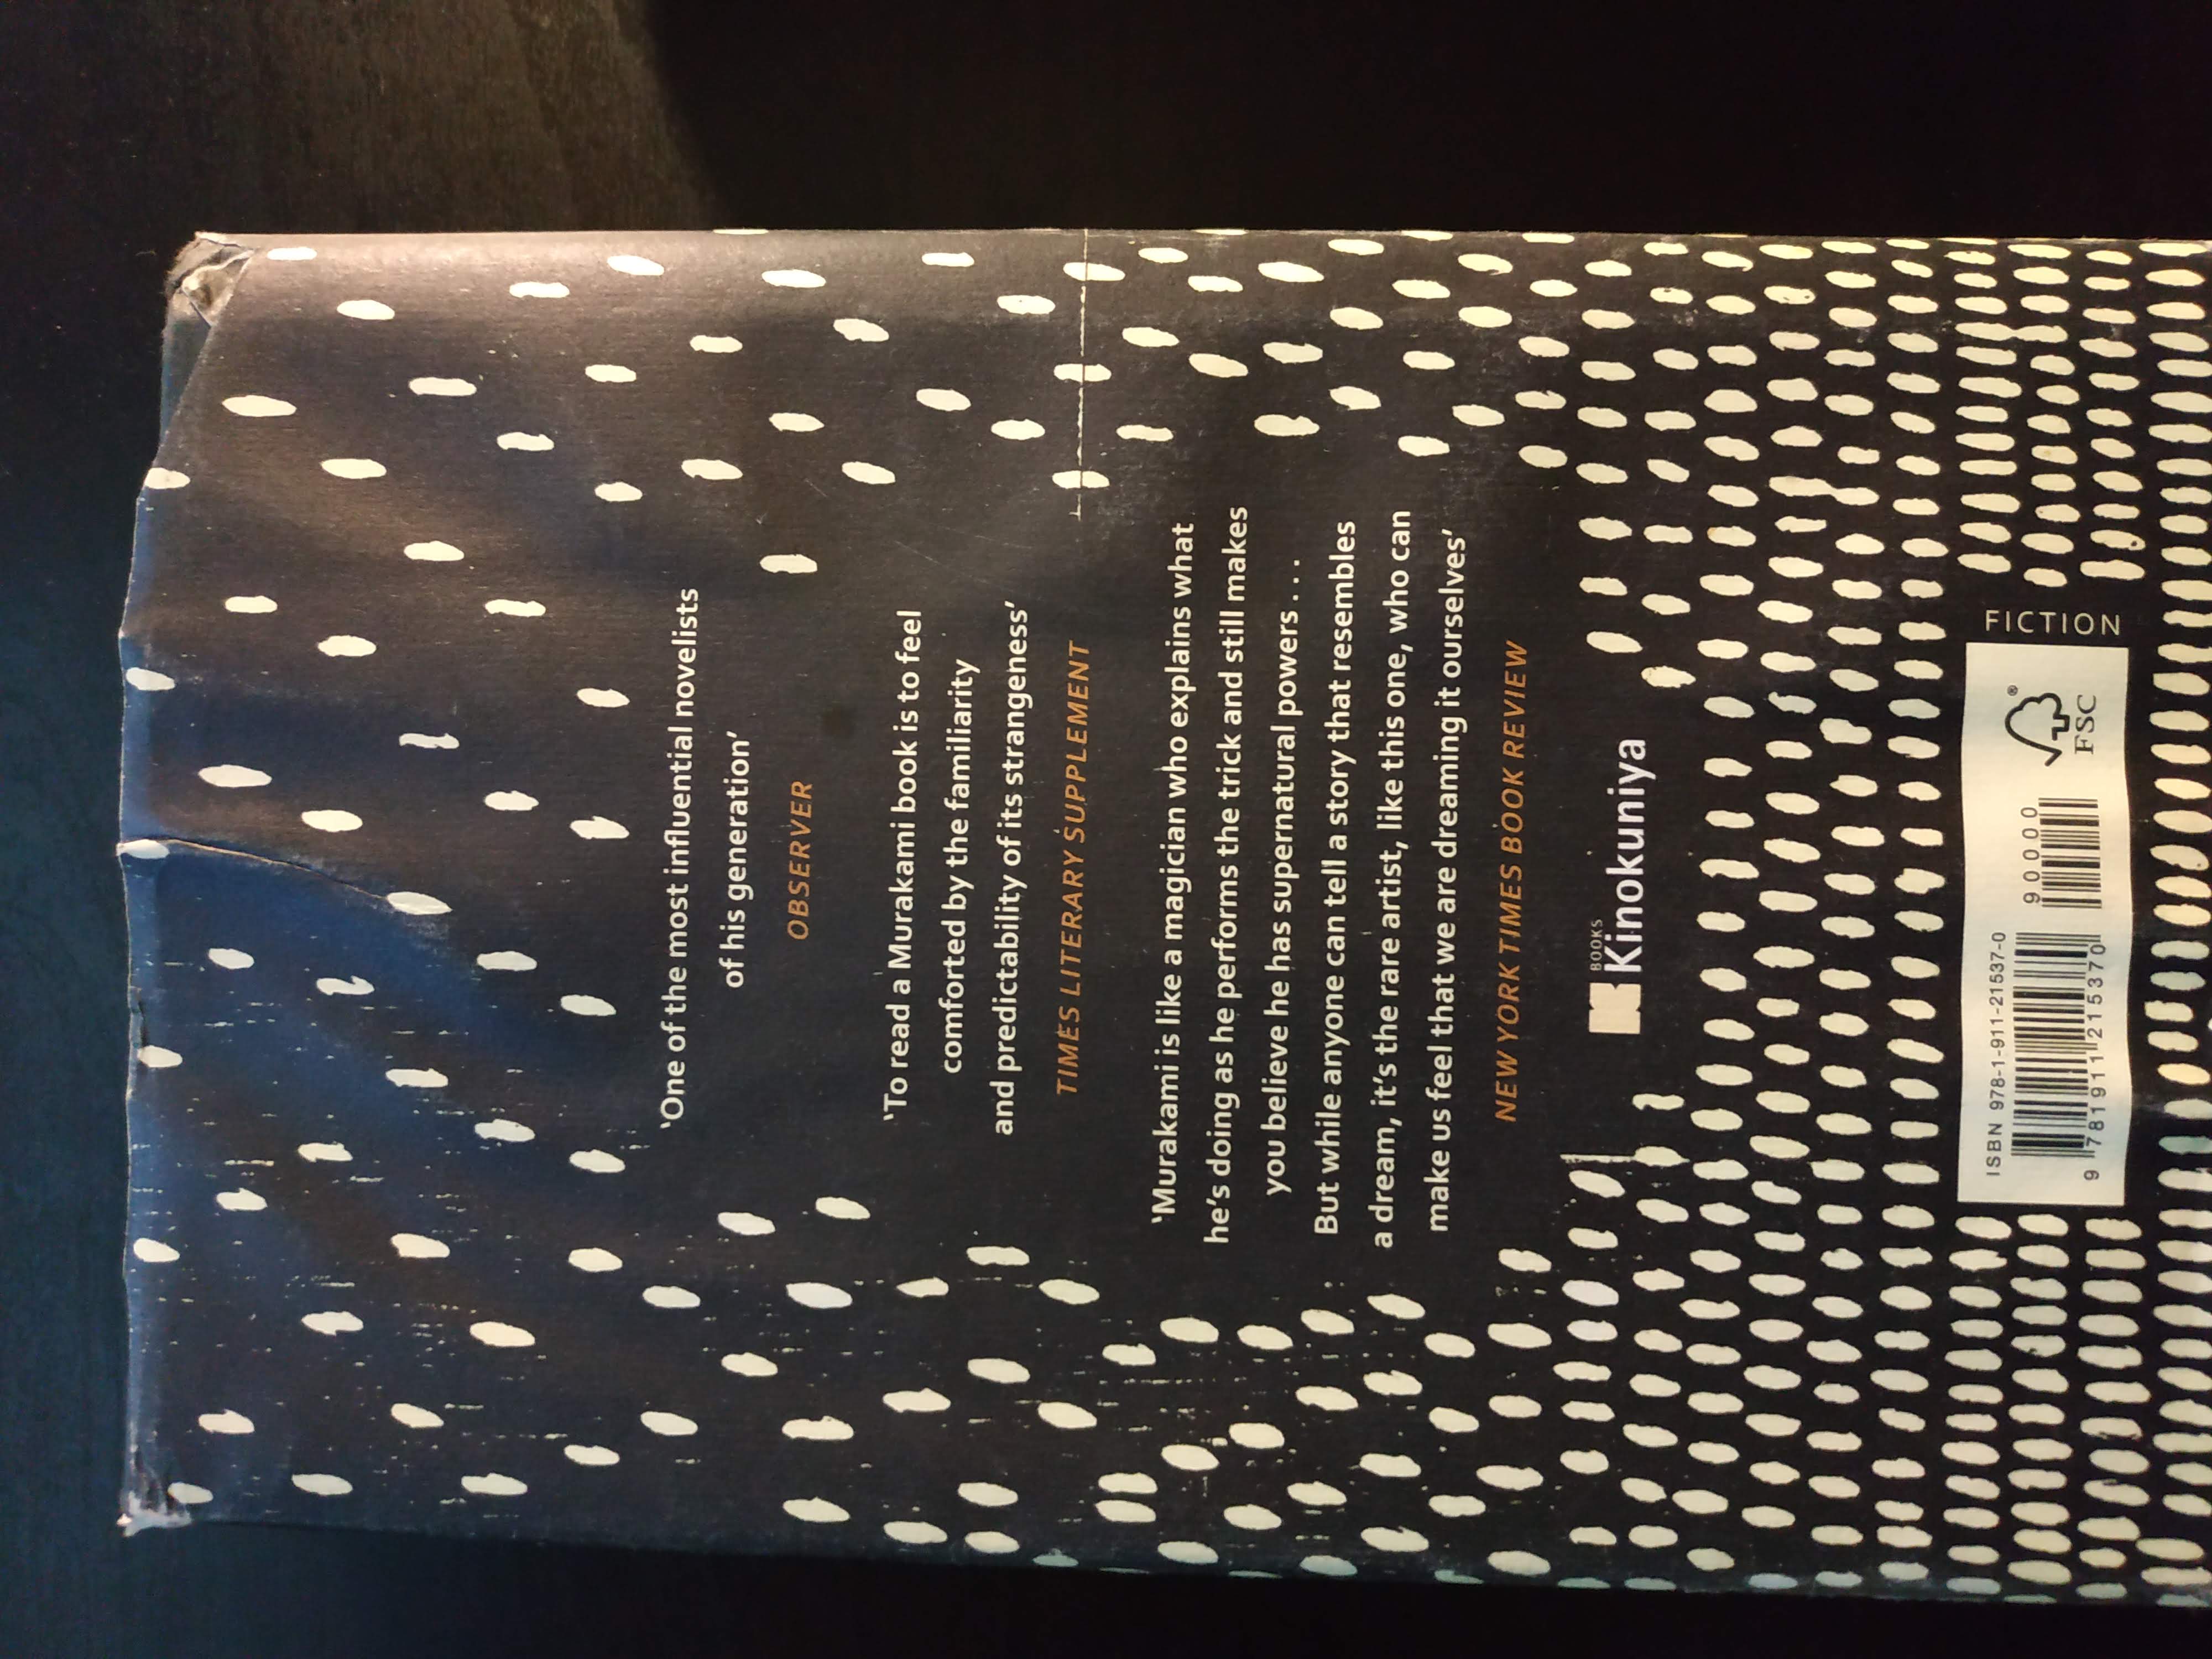 ‘One of the most influential novelists
of his generation’
OBSERVER
‘To read a Murakami book is to feel
comforted by the familiarity
and predictability of its strangeness’
TIMES LITERARY SUPPLEMENT
‘Murakami is like a magician who explains what
he’s doing as he performs the trick and still makes
you believe he has supernatural powers . . .
But while anyone can tell a story that resembles
a dream, it’s the rare artist, like this one, who can
make us feel that we are dreaming it ourselves’
NEW YORK TIMES BOOK REVIEW
BOOKS
Kinokuniya
ISBN 978-1-911-21537-0
90000
9 781911 215370
®
FSC
FICTION